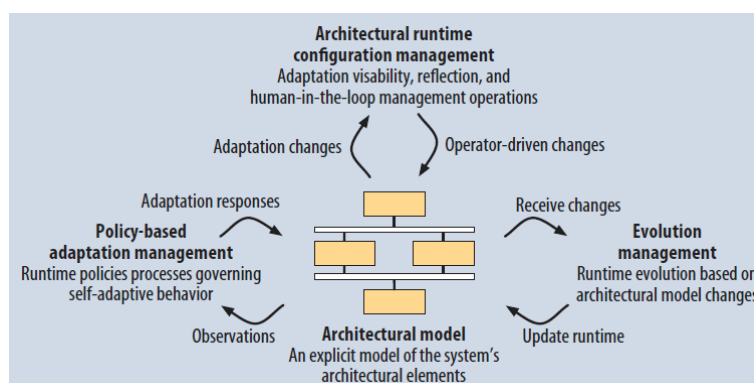 Architectural runtime
configuration management
Adaptation visability, reflection, and
human-in-the-loop management operations
Adaptation changes
Operator-driven changes
Adaptation responses
Receive changes
Policy-based
adaptation management
Runtime policies processes governing
self-adaptive behavior
Evolution
management
Runtime evolution based on
architectural model changes
Observations
Update runtime
Architectural model
An explicit model of the system's
architectural elements